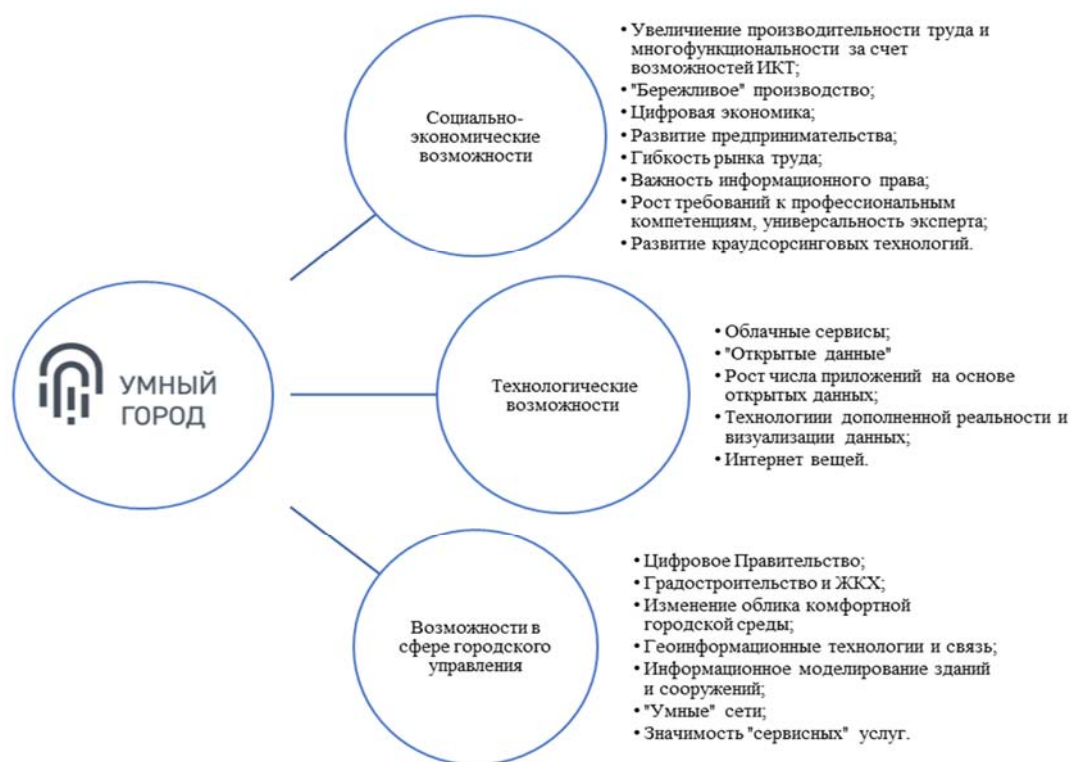 УМНЫЙ
ГОРОД
Социально-
экономические
возможности
• Увеличиение производительности труда и
многофункциональности за счет
возможностей ИКТ;
• "Бережливое" производство;
• Цифровая экономика;
• Развитие предпринимательства;
• Гибкость рынка труда;
• Важность информационного права;
• Рост требований к профессиональным
компетенциям, универсальность эксперта;
• Развитие краудсорсинговых технологий.
Технологические
возможности
• Облачные сервисы;
• "Открытые данные"
• Рост числа приложений на основе
открытых данных;
• Технологиии дополненной реальности и
визуализации данных;
• Интернет вещей.
Возможности в
сфере городского
управления
• Цифровое Правительство;
• Градостроительство и ЖКХ;
• Изменение облика комфортной
городской среды;
• Геоинформационные технологии и связь;
• Информационное моделирование зданий
и сооружений;
• "Умные" сети;
• Значимость "сервисных" услуг.